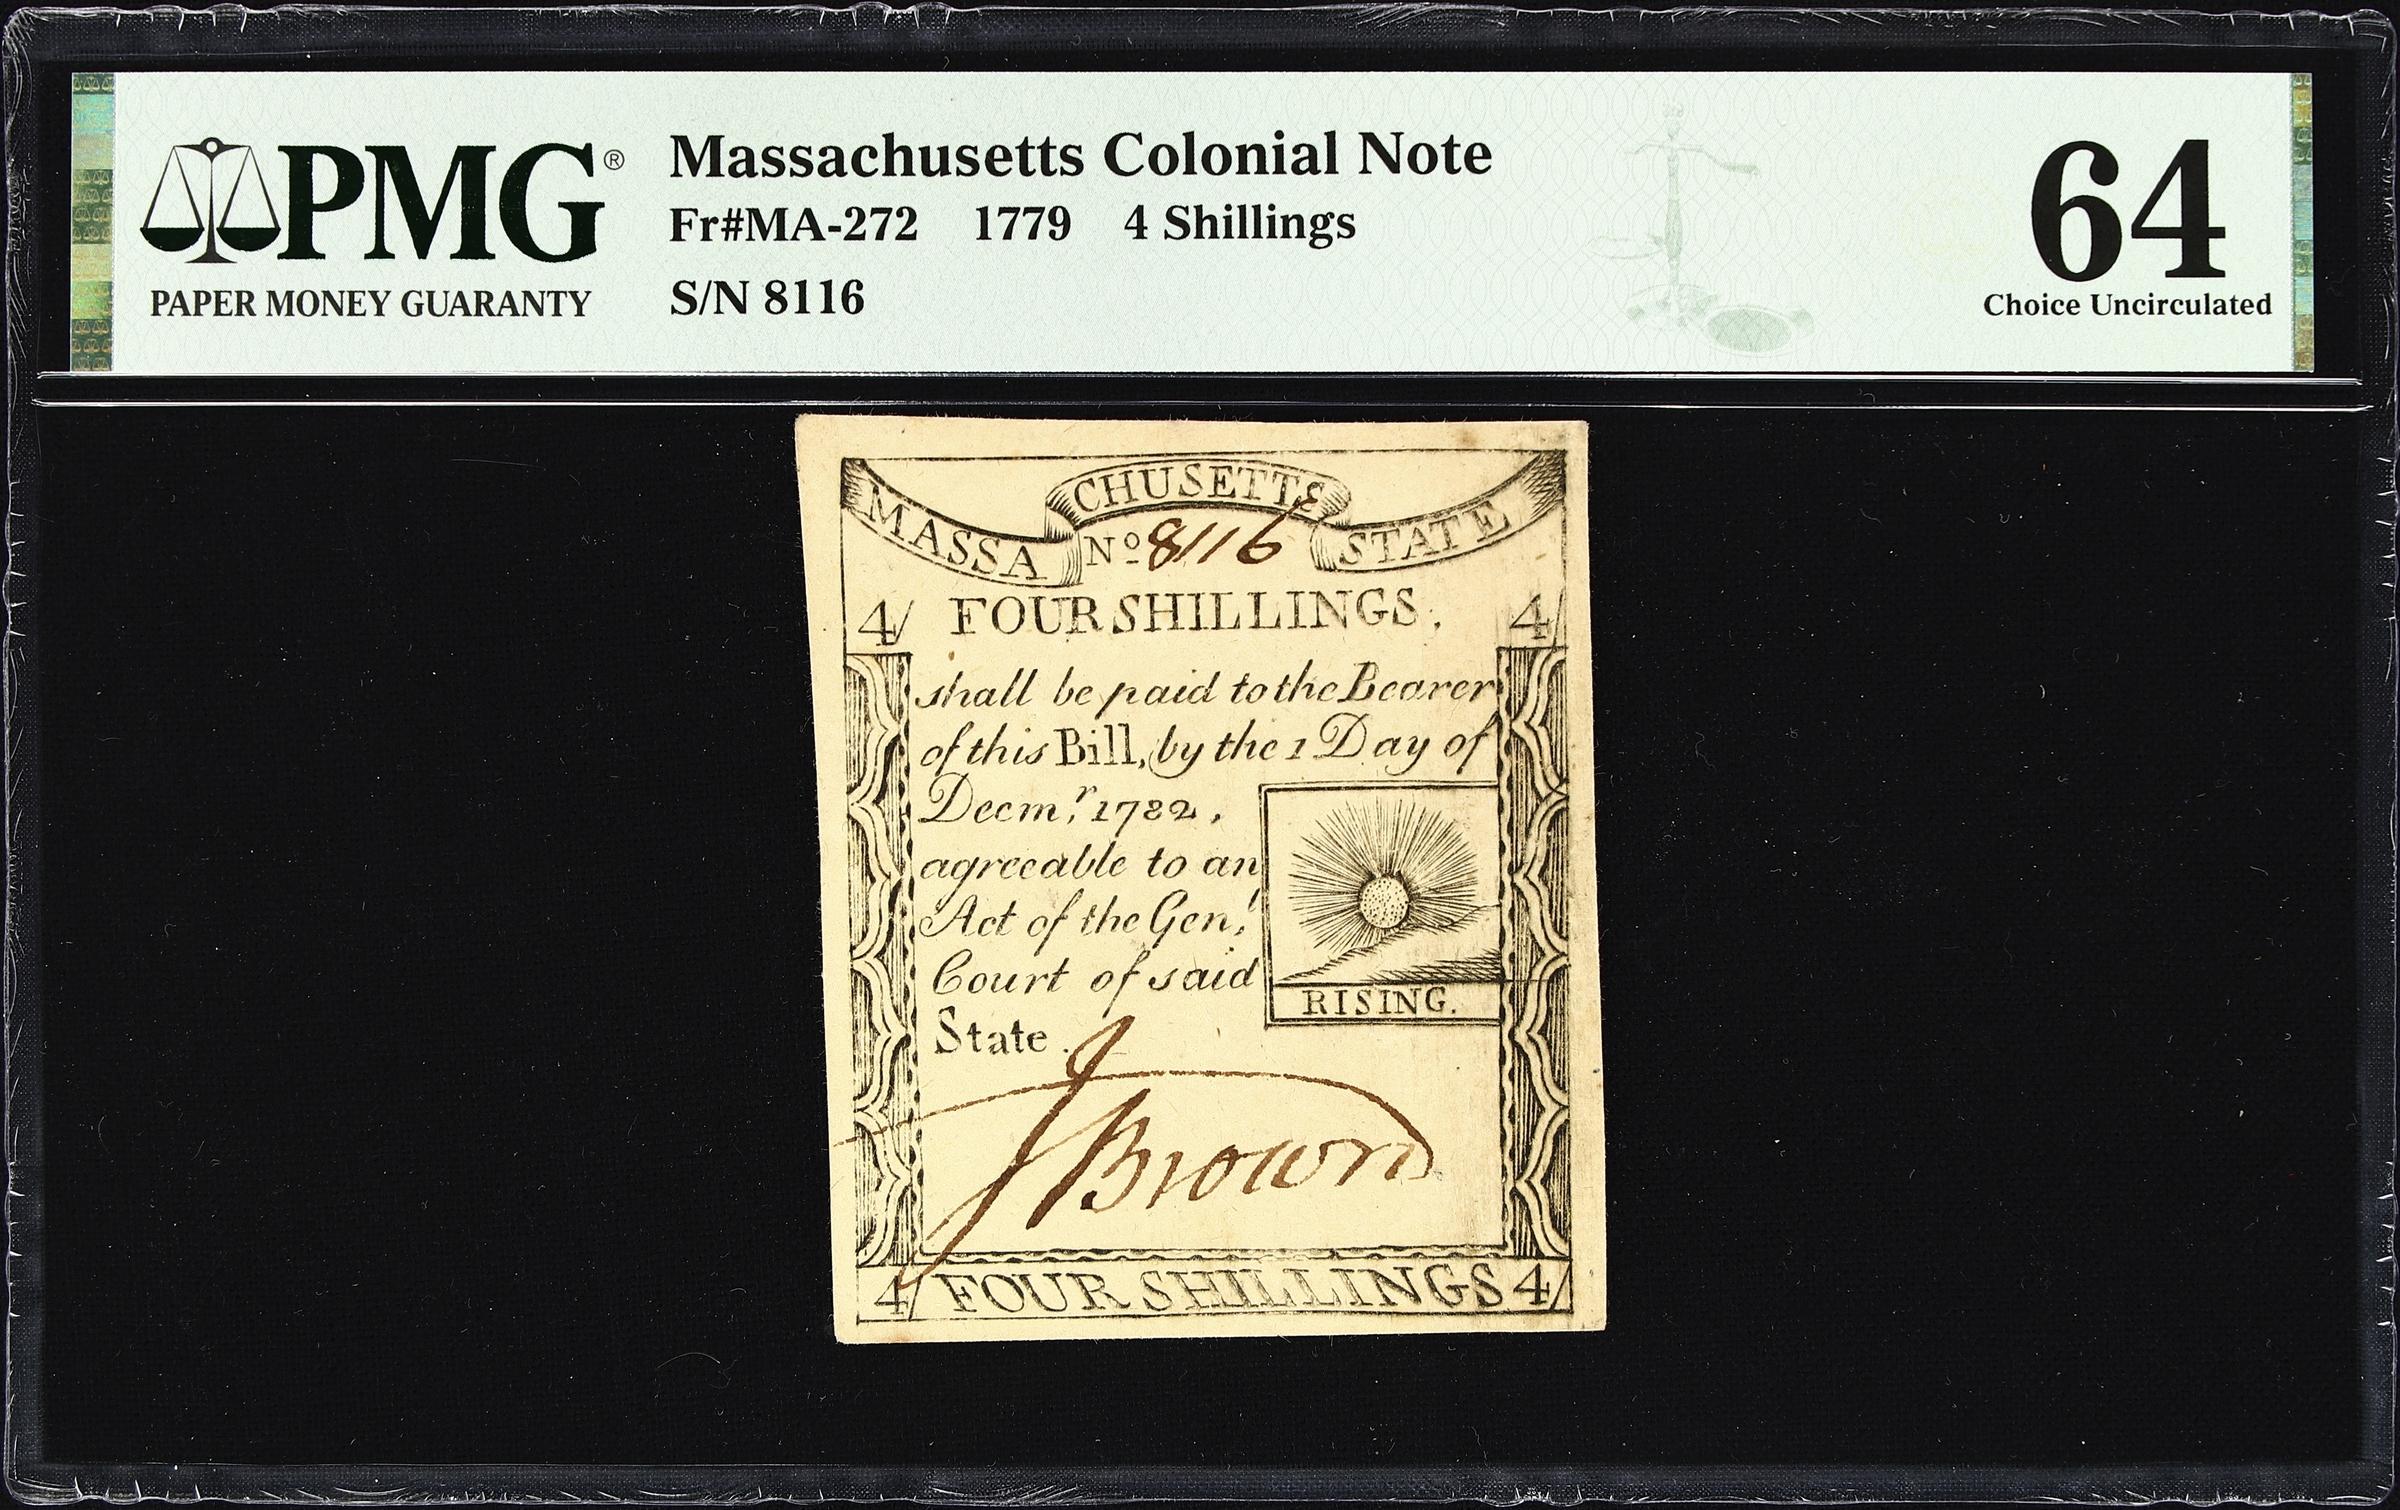 PMG®
PAPER MONEY GUARANTY
Massachusetts Colonial Note
Fr#MA-272 1779 4 Shillings
S/N 8116
64
Choice Uncirculated
MASSA CHUSETTS STATE
Nº 8116
4/ FOUR SHILLINGS, 4/
shall be paid to the Bearer
of this Bill, by the 1 Day of
Decm,ʳ 1782,
agreeable to an
Act of the Gen,ˡ
Court of said
State.
RISING.
J Brown
4/ FOUR SHILLINGS 4/